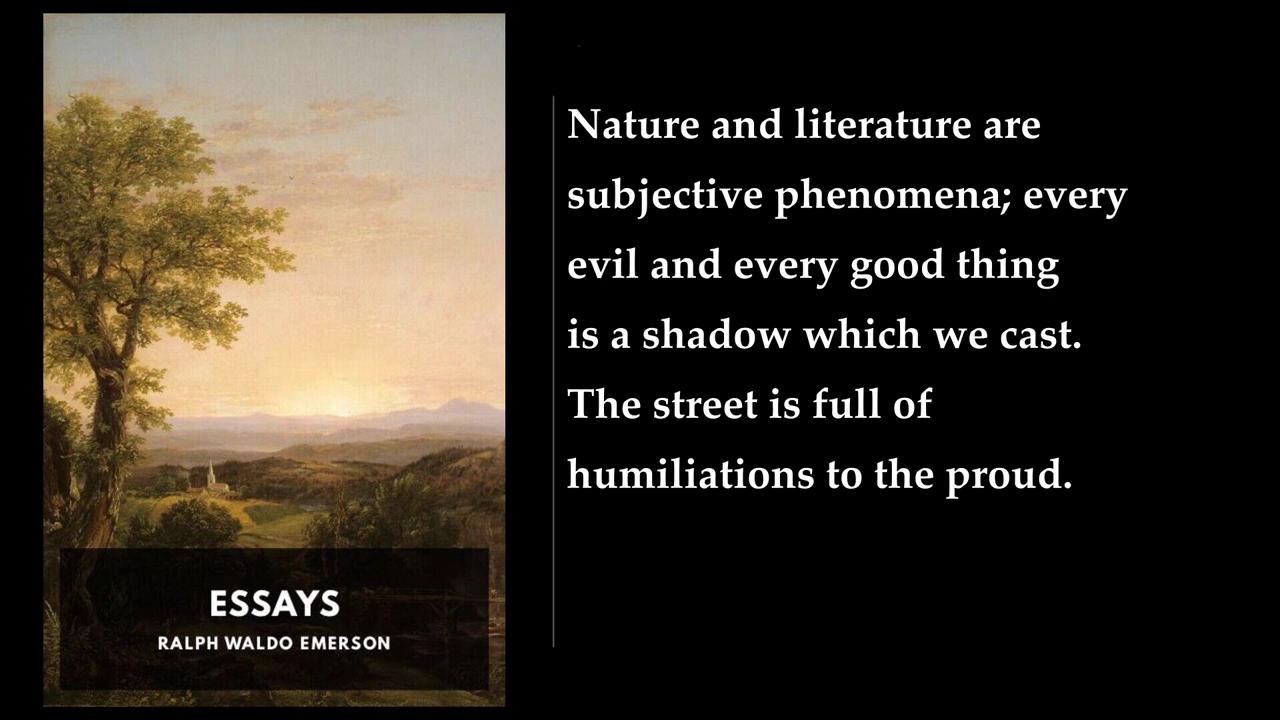 ESSAYS
RALPH WALDO EMERSON
Nature and literature are
subjective phenomena; every
evil and every good thing
is a shadow which we cast.
The street is full of
humiliations to the proud.